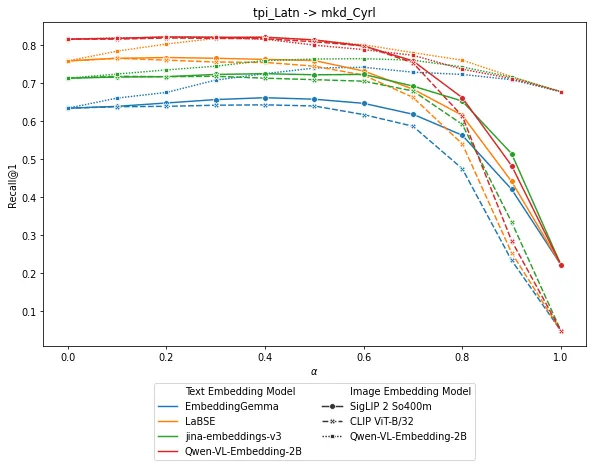 tpi_Latn -> mkd_Cyrl
Recall@1
0.8
0.7
0.6
0.5
0.4
0.3
0.2
0.1
0.0 0.2 0.4 0.6 0.8 1.0
α
Text Embedding Model
EmbeddingGemma
LaBSE
jina-embeddings-v3
Qwen-VL-Embedding-2B
Image Embedding Model
SigLIP 2 So400m
CLIP ViT-B/32
Qwen-VL-Embedding-2B